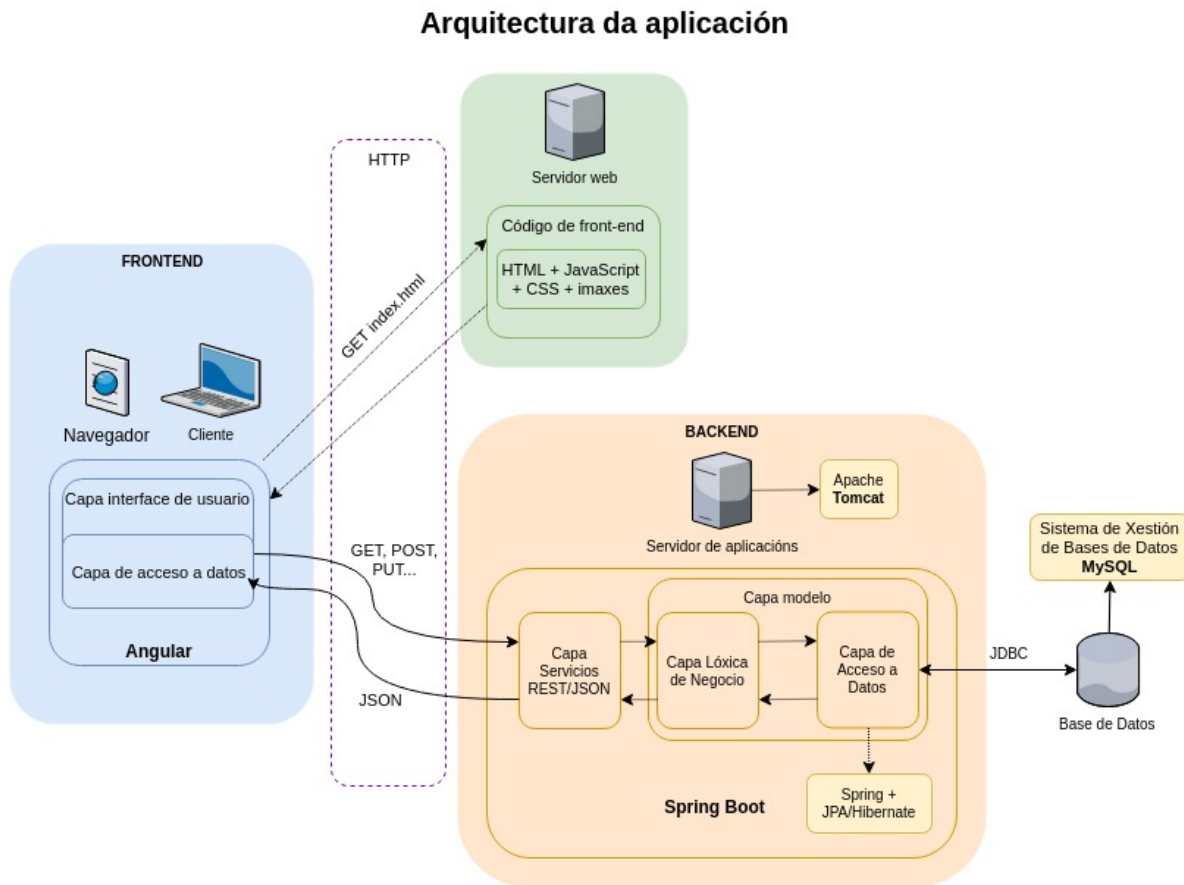 Arquitectura da aplicación
Servidor web
Código de front-end
HTML + JavaScript
+ CSS + imaxes
HTTP
GET index.html
FRONTEND
Navegador
Cliente
Capa interface de usuario
Capa de acceso a datos
Angular
GET, POST,
PUT...
JSON
BACKEND
Servidor de aplicacións
Apache
Tomcat
Capa modelo
Capa
Servicios
REST/JSON
Capa Lóxica
de Negocio
Capa de
Acceso a
Datos
Spring +
JPA/Hibernate
Spring Boot
JDBC
Sistema de Xestión
de Bases de Datos
MySQL
Base de Datos